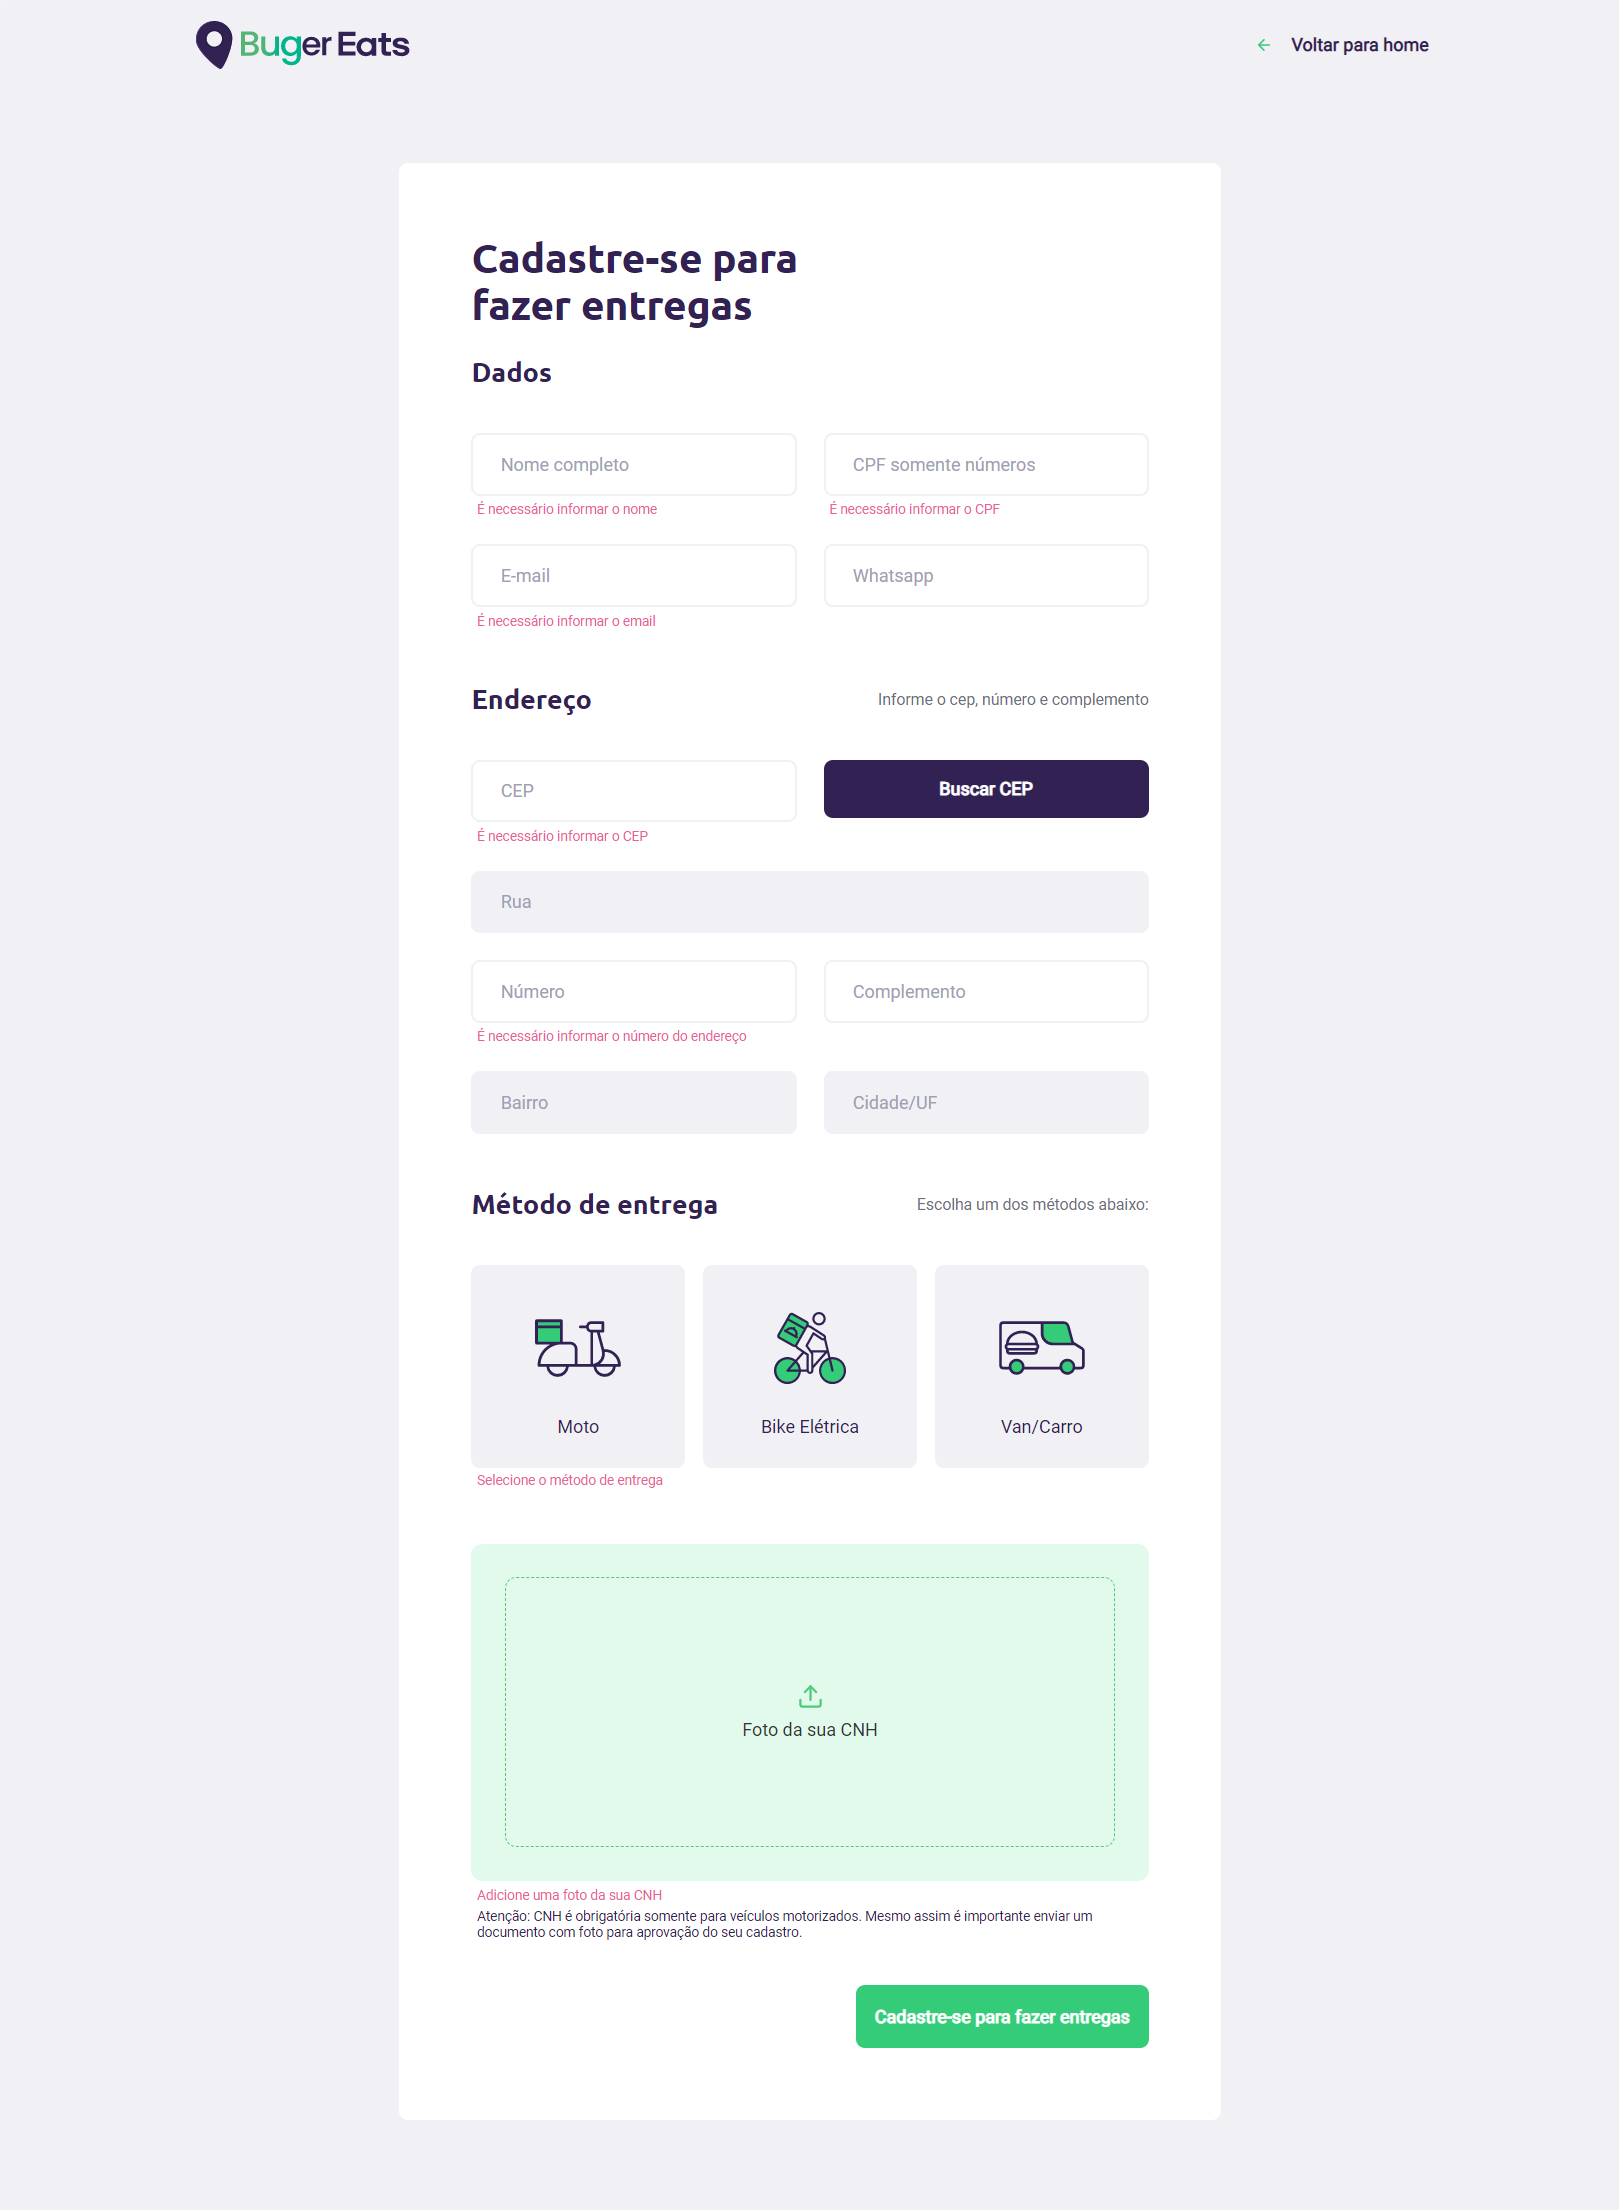 Buger Eats
Voltar para home
Cadastre-se para
fazer entregas
Dados
Nome completo
CPF somente números
É necessário informar o nome
É necessário informar o CPF
E-mail
Whatsapp
É necessário informar o email
Endereço
Informe o cep, número e complemento
CEP
Buscar CEP
É necessário informar o CEP
Rua
Número
Complemento
É necessário informar o número do endereço
Bairro
Cidade/UF
Método de entrega
Escolha um dos métodos abaixo:
Moto
Bike Elétrica
Van/Carro
Selecione o método de entrega
Foto da sua CNH
Adicione uma foto da sua CNH
Atenção: CNH é obrigatória somente para veículos motorizados. Mesmo assim é importante enviar um
documento com foto para aprovação do seu cadastro.
Cadastre-se para fazer entregas